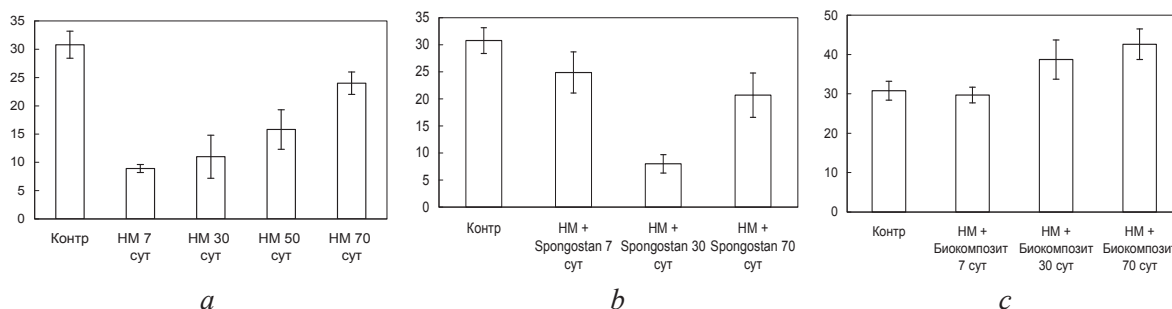 35
30
25
20
15
10
5
0
Контр
НМ 7
сут
НМ 30
сут
НМ 50
сут
НМ 70
сут
a
35
30
25
20
15
10
5
0
Контр
НМ +
Spongostan 7
сут
НМ +
Spongostan 30
сут
НМ +
Spongostan 70
сут
b
50
40
30
20
10
0
Контр
НМ +
Биокомпозит
7 сут
НМ +
Биокомпозит
30 сут
НМ +
Биокомпозит
70 сут
c